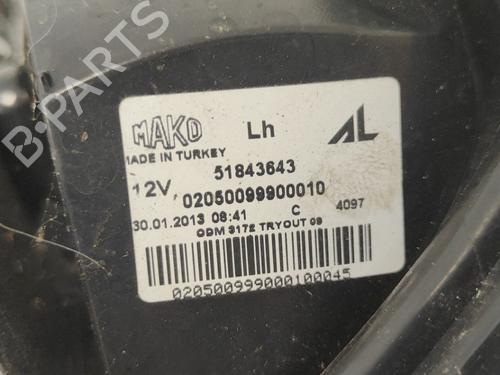 B-PARTS
MAKO Lh AL
MADE IN TURKEY
51843643
12V 02050099900010
30.01.2013 08:41 C 4097
ODM 3172 TRYOUT 09
020500999000100045